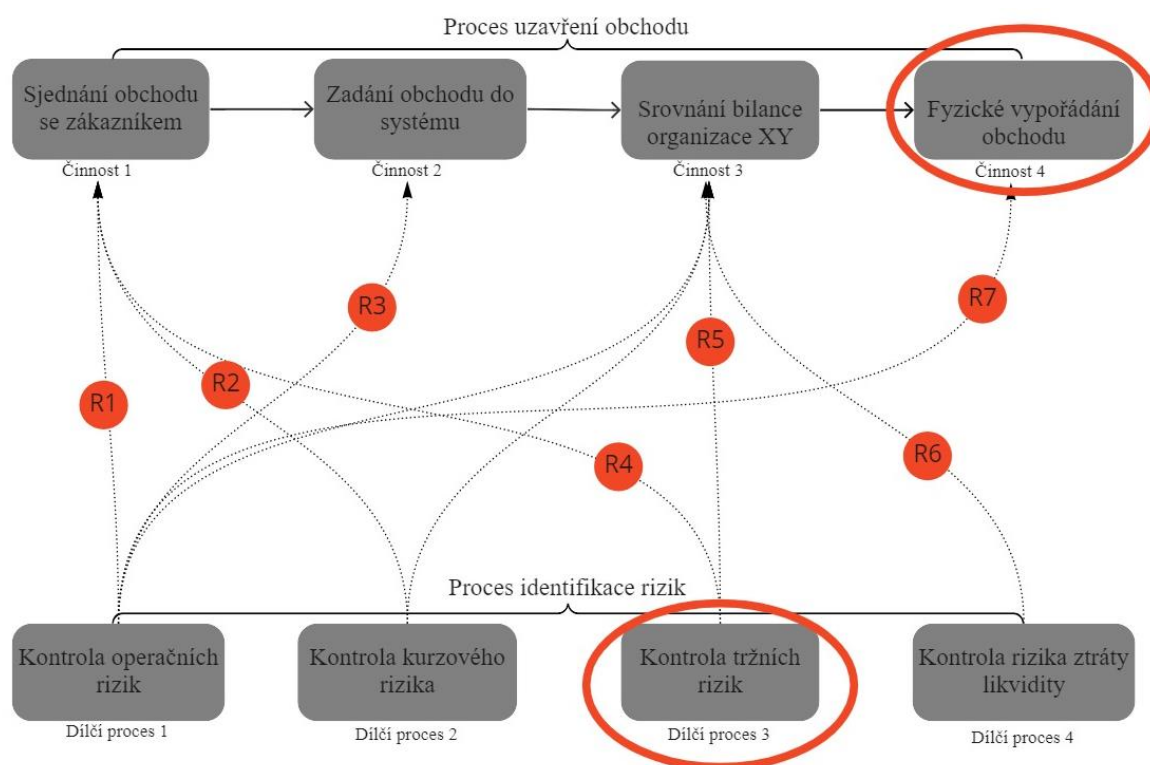 Proces uzavření obchodu
Sjednání obchodu
se zákazníkem
Zadání obchodu do
systému
Srovnání bilance
organizace XY
Fyzické vypořádání
obchodu
Činnost 1
Činnost 2
Činnost 3
Činnost 4
R3
R7
R5
R2
R1
R4
R6
Proces identifikace rizik
Kontrola operačních
rizik
Kontrola kurzového
rizika
Kontrola tržních
rizik
Kontrola rizika ztráty
likvidity
Dílčí proces 1
Dílčí proces 2
Dílčí proces 3
Dílčí proces 4